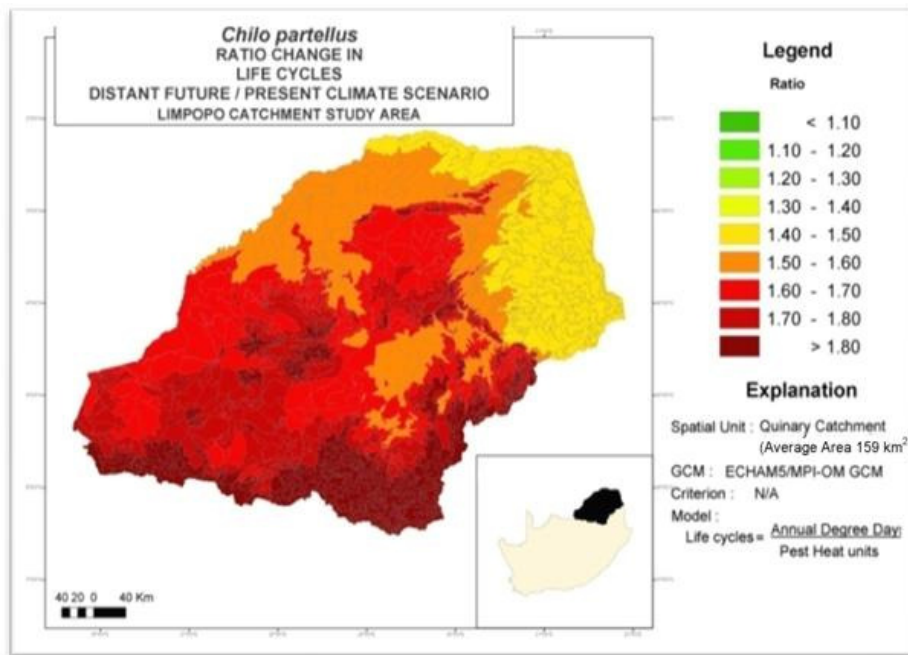 Chilo partellus
RATIO CHANGE IN
LIFE CYCLES
DISTANT FUTURE / PRESENT CLIMATE SCENARIO
LIMPOPO CATCHMENT STUDY AREA
Legend
Ratio
< 1.10
1.10 - 1.20
1.20 - 1.30
1.30 - 1.40
1.40 - 1.50
1.50 - 1.60
1.60 - 1.70
1.70 - 1.80
> 1.80
Explanation
Spatial Unit : Quinary Catchment
(Average Area 159 km²
GCM : ECHAM5/MPI-OM GCM
Criterion : N/A
Model :
Life cycles = Annual Degree Day:
Pest Heat units
40 20 0 40 Km